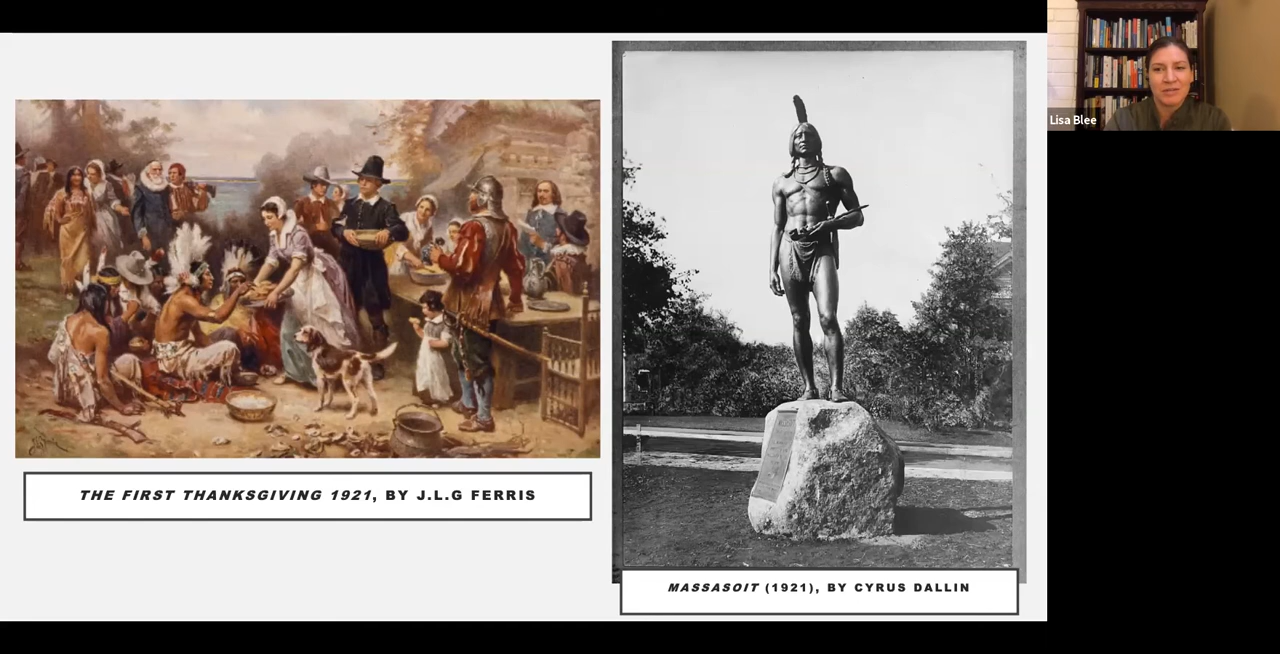 THE FIRST THANKSGIVING 1921, BY J.L.G FERRIS
MASSASOIT (1921), BY CYRUS DALLIN
Lisa Blee